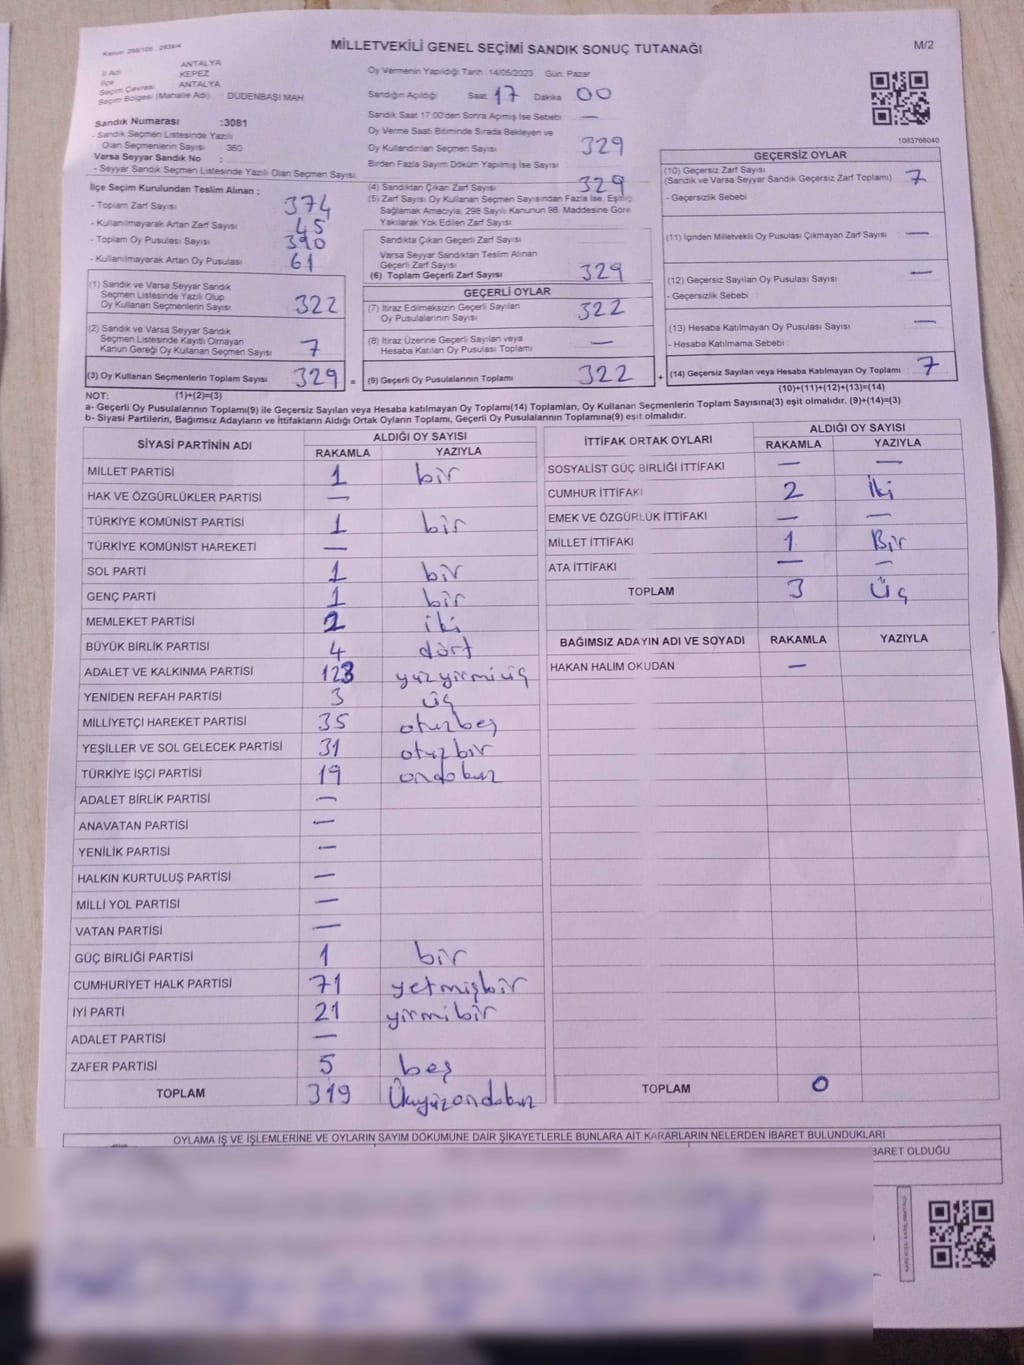 MİLLETVEKİLİ GENEL SEÇİMİ SANDIK SONUÇ TUTANAĞI
M/2
İl Adı ANTALYA
İlçe KEPEZ
Seçim Çevresi ANTALYA
Seçim Bölgesi (Mahalle Adı) DÜDENBAŞI MAH
Sandık Numarası :3081
- Sandık Seçmen Listesinde Yazılı
Olan Seçmenlerin Sayısı 360
Varsa Seyyar Sandık No :
- Seyyar Sandık Seçmen Listesinde Yazılı Olan Seçmen Sayısı
Oy Vermenin Yapıldığı Tarih 14/05/2023 Gün: Pazar
Sandığın Açıldığı Saat 17 Dakika 00
Sandık Saat 17.00'den Sonra Açılmış İse Sebebi —
Oy Verme Saati Bitiminde Sırada Bekleyen ve
Oy Kullandırılan Seçmen Sayısı 329
Birden Fazla Sayım Döküm Yapılmış İse Sayısı
1083766040
İlçe Seçim Kurulundan Teslim Alınan :
- Toplam Zarf Sayısı 374
- Kullanılmayarak Artan Zarf Sayısı 45
- Toplam Oy Pusulası Sayısı 390
- Kullanılmayarak Artan Oy Pusulası 61
(1) Sandık ve Varsa Seyyar Sandık
Seçmen Listesinde Yazılı Olup
Oy Kullanan Seçmenlerin Sayısı 322
(2) Sandık ve Varsa Seyyar Sandık
Seçmen Listesinde Kayıtlı Olmayan
Kanun Gereği Oy Kullanan Seçmen Sayısı 7
(3) Oy Kullanan Seçmenlerin Toplam Sayısı 329 =
(4) Sandıktan Çıkan Zarf Sayısı 329
(5) Zarf Sayısı Oy Kullanan Seçmen Sayısından Fazla İse, Eşitliği
Sağlamak Amacıyla, 298 Sayılı Kanunun 98. Maddesine Göre
Yakılarak Yok Edilen Zarf Sayısı
Sandıkta Çıkan Geçerli Zarf Sayısı
Varsa Seyyar Sandıktan Teslim Alınan
Geçerli Zarf Sayısı
(6) Toplam Geçerli Zarf Sayısı 329
GEÇERLİ OYLAR
(7) İtiraz Edilmeksizin Geçerli Sayılan
Oy Pusulalarının Sayısı 322
(8) İtiraz Üzerine Geçerli Sayılan veya
Hesaba Katılan Oy Pusulası Toplamı —
(9) Geçerli Oy Pusulalarının Toplamı 322 +
GEÇERSİZ OYLAR
(10) Geçersiz Zarf Sayısı
(Sandık ve Varsa Seyyar Sandık Geçersiz Zarf Toplamı) 7
- Geçersizlik Sebebi
(11) İçinden Milletvekili Oy Pusulası Çıkmayan Zarf Sayısı —
(12) Geçersiz Sayılan Oy Pusulası Sayısı —
- Geçersizlik Sebebi
(13) Hesaba Katılmayan Oy Pusulası Sayısı —
- Hesaba Katılmama Sebebi
(14) Geçersiz Sayılan veya Hesaba Katılmayan Oy Toplamı 7
NOT: (1)+(2)=(3)
(10)+(11)+(12)+(13)=(14)
a- Geçerli Oy Pusulalarının Toplamı(9) ile Geçersiz Sayılan veya Hesaba katılmayan Oy Toplamı(14) Toplamları, Oy Kullanan Seçmenlerin Toplam Sayısına(3) eşit olmalıdır. (9)+(14)=(3)
b- Siyasi Partilerin, Bağımsız Adayların ve İttifakların Aldığı Ortak Oyların Toplamı, Geçerli Oy Pusulalarının Toplamına(9) eşit olmalıdır.
SİYASİ PARTİNİN ADI ALDIĞI OY SAYISI
RAKAMLA YAZIYLA
MİLLET PARTİSİ 1 bir
HAK VE ÖZGÜRLÜKLER PARTİSİ —
TÜRKİYE KOMÜNİST PARTİSİ 1 bir
TÜRKİYE KOMÜNİST HAREKETİ —
SOL PARTİ 1 bir
GENÇ PARTİ 1 bir
MEMLEKET PARTİSİ 2 iki
BÜYÜK BİRLİK PARTİSİ 4 dört
ADALET VE KALKINMA PARTİSİ 123 yüzyirmiüç
YENİDEN REFAH PARTİSİ 3 üç
MİLLİYETÇİ HAREKET PARTİSİ 35 otuzbeş
YEŞİLLER VE SOL GELECEK PARTİSİ 31 otuzbir
TÜRKİYE İŞÇİ PARTİSİ 19 ondokuz
ADALET BİRLİK PARTİSİ —
ANAVATAN PARTİSİ —
YENİLİK PARTİSİ —
HALKIN KURTULUŞ PARTİSİ —
MİLLİ YOL PARTİSİ —
VATAN PARTİSİ —
GÜÇ BİRLİĞİ PARTİSİ 1 bir
CUMHURİYET HALK PARTİSİ 71 yetmişbir
İYİ PARTİ 21 yirmibir
ADALET PARTİSİ —
ZAFER PARTİSİ 5 beş
TOPLAM 319 Üçyüzondokuz
İTTİFAK ORTAK OYLARI ALDIĞI OY SAYISI
RAKAMLA YAZIYLA
SOSYALİST GÜÇ BİRLİĞİ İTTİFAKI — —
CUMHUR İTTİFAKI 2 İki
EMEK VE ÖZGÜRLÜK İTTİFAKI — —
MİLLET İTTİFAKI 1 Bir
ATA İTTİFAKI — —
TOPLAM 3 Üç
BAĞIMSIZ ADAYIN ADI VE SOYADI RAKAMLA YAZIYLA
HAKAN HALİM OKUDAN —
TOPLAM 0
OYLAMA İŞ VE İŞLEMLERİNE VE OYLARIN SAYIM DÖKÜMÜNE DAİR ŞİKAYETLERLE BUNLARA AİT KARARLARIN NELERDEN İBARET BULUNDUKLARI
BARET OLDUĞU